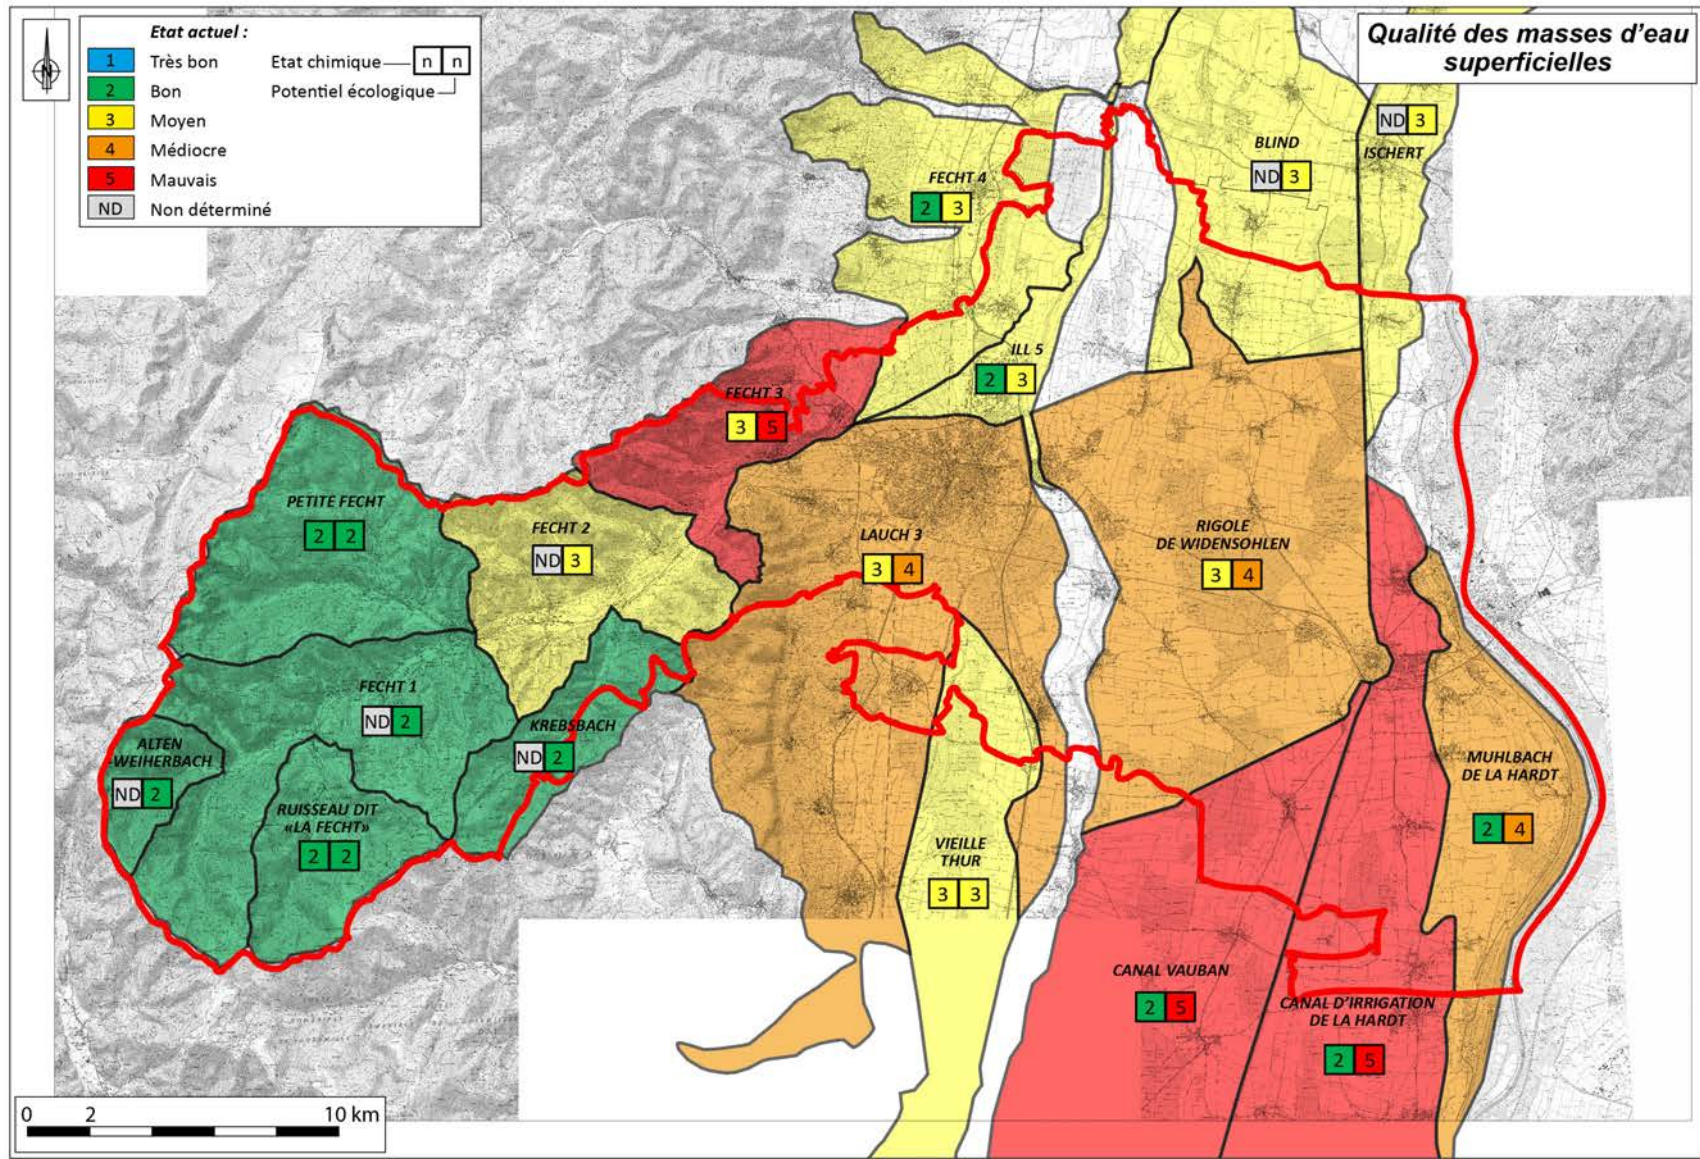 Qualité des masses d'eau
superficielles
Etat actuel :
1 Très bon
2 Bon
3 Moyen
4 Médiocre
5 Mauvais
ND Non déterminé
Etat chimique n n
Potentiel écologique
N
ND 3
ISCHERT
BLIND
ND 3
FECHT 4
2 3
ILL 5
2 3
FECHT 3
3 5
PETITE FECHT
2 2
FECHT 2
ND 3
LAUCH 3
3 4
RIGOLE
DE WIDENSOHLEN
3 4
FECHT 1
ND 2
KREBSBACH
ND 2
ALTEN
-WEIHERBACH
ND 2
RUISSEAU DIT
«LA FECHT»
2 2
MUHLBACH
DE LA HARDT
2 4
VIEILLE
THUR
3 3
CANAL VAUBAN
2 5
CANAL D'IRRIGATION
DE LA HARDT
2 5
0 2 10 km